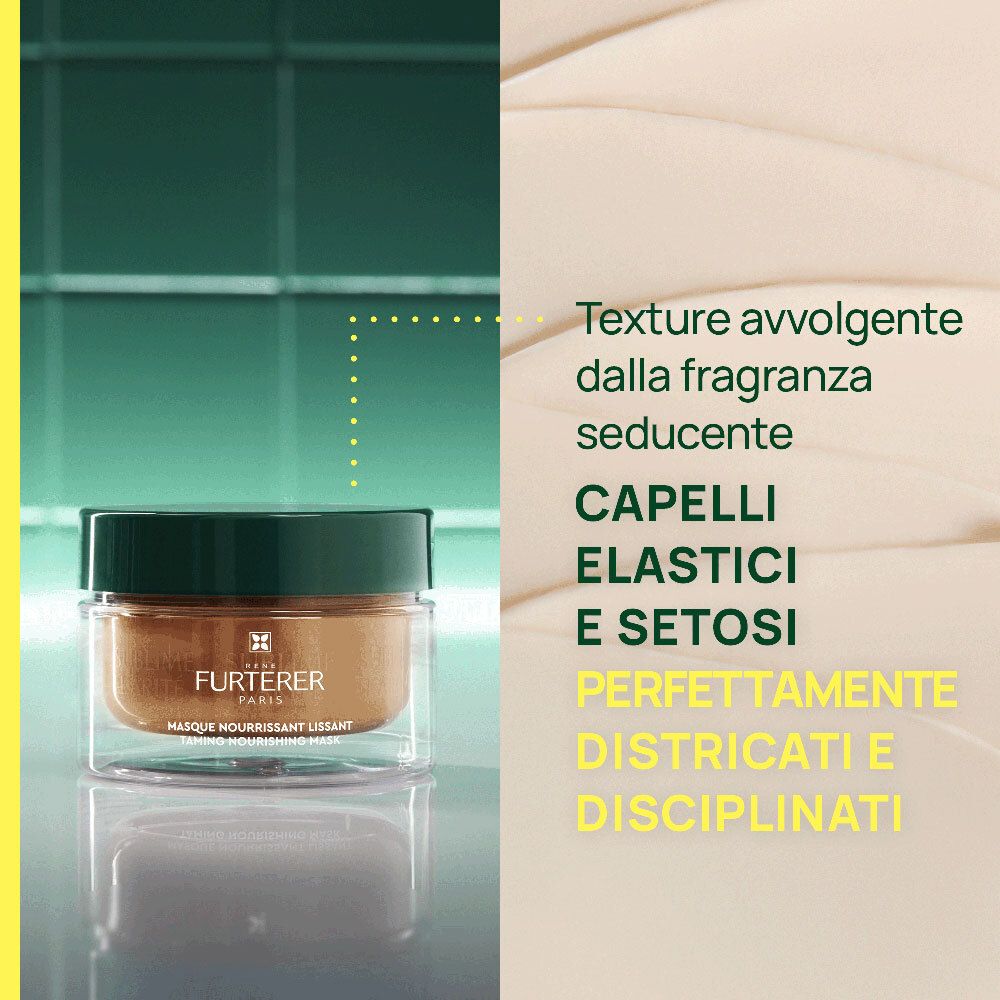 Texture avvolgente
dalla fragranza
seducente
CAPELLI
ELASTICI
E SETOSI
PERFETTAMENTE
DISTRICATI E
DISCIPLINATI
RENE
FURTERER
PARIS
MASQUE NOURRISSANT LISSANT
TAMING NOURISHING MASK